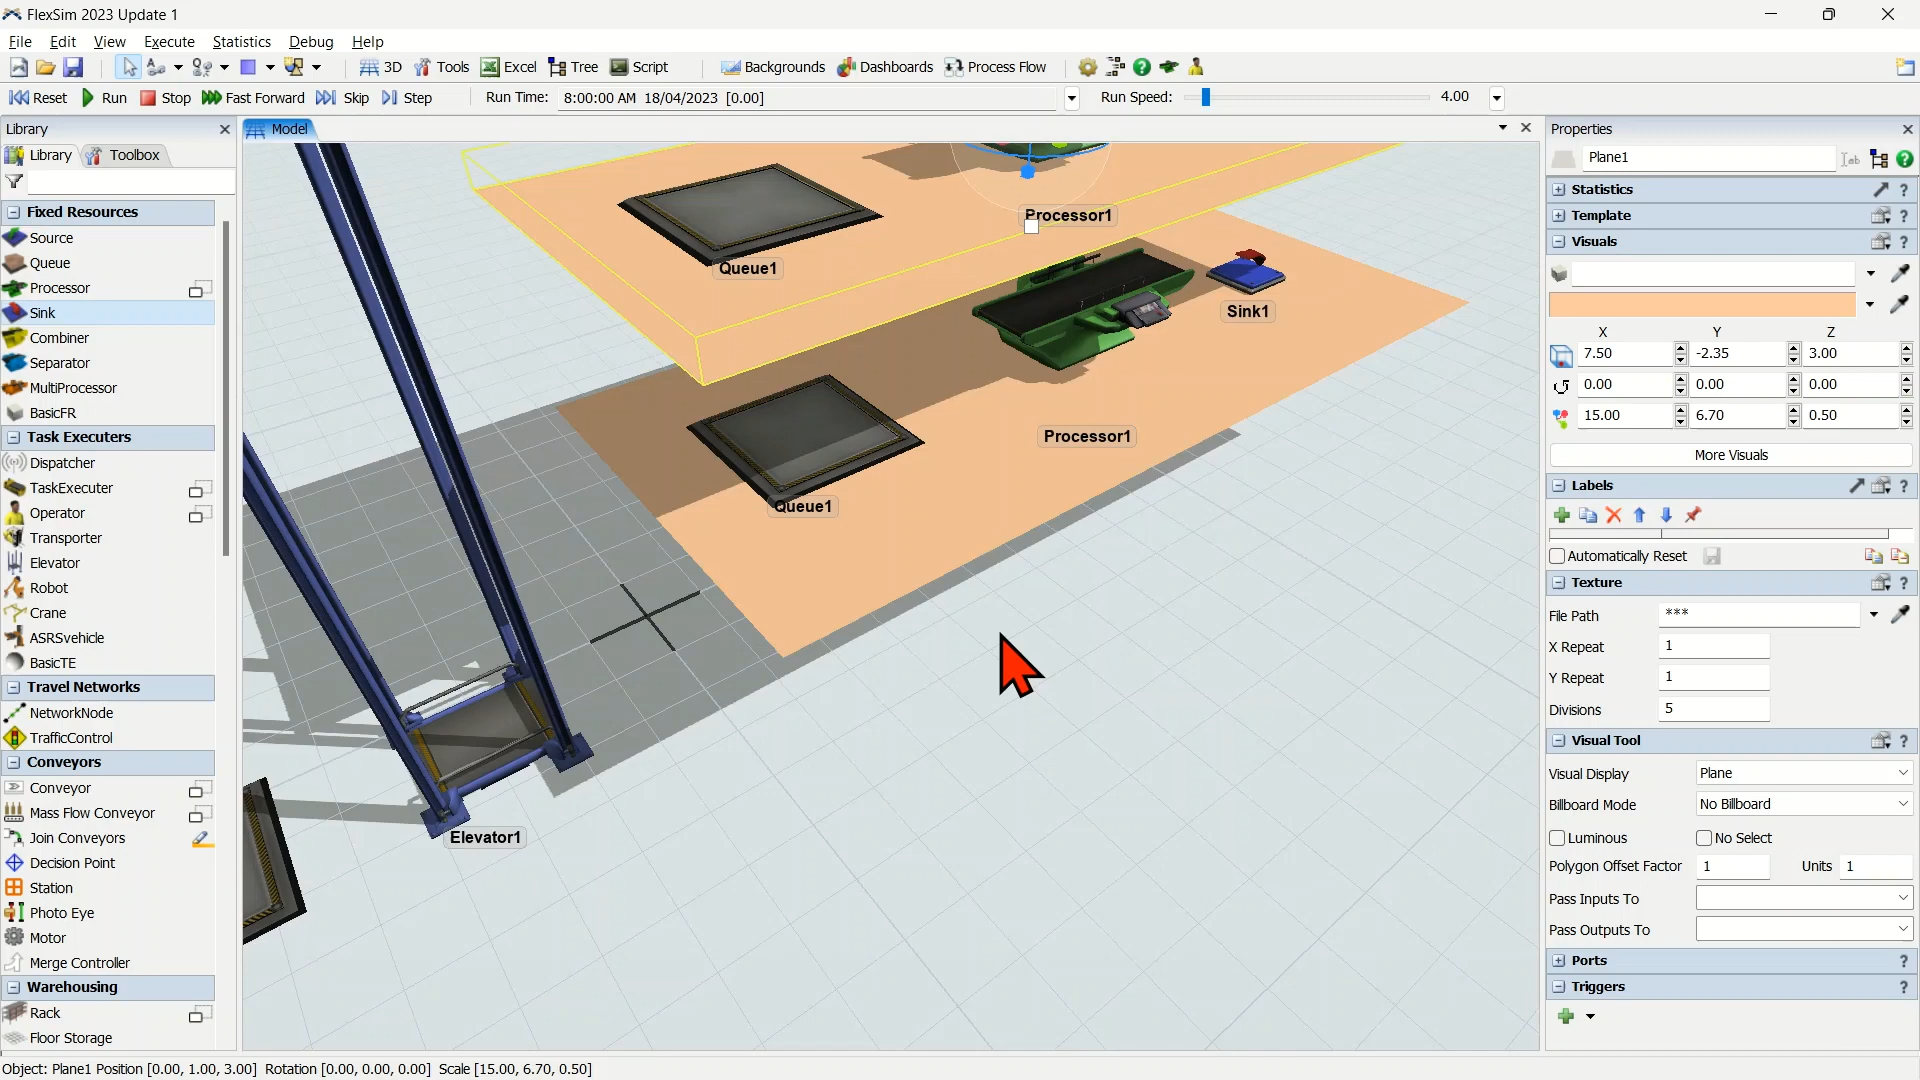 FlexSim 2023 Update 1
File Edit View Execute Statistics Debug Help
3D Tools Excel Tree Script Backgrounds Dashboards Process Flow
Reset Run Stop Fast Forward Skip Step Run Time: 8:00:00 AM 18/04/2023 [0.00] Run Speed: 4.00
Library
Library Toolbox
Fixed Resources
Source
Queue
Processor
Sink
Combiner
Separator
MultiProcessor
BasicFR
Task Executers
Dispatcher
TaskExecuter
Operator
Transporter
Elevator
Robot
Crane
ASRSvehicle
BasicTE
Travel Networks
NetworkNode
TrafficControl
Conveyors
Conveyor
Mass Flow Conveyor
Join Conveyors
Decision Point
Station
Photo Eye
Motor
Merge Controller
Warehousing
Rack
Floor Storage
Model
Processor1
Queue1
Sink1
Processor1
Queue1
Elevator1
Properties
Plane1
Statistics
Template
Visuals
X Y Z
7.50 -2.35 3.00
0.00 0.00 0.00
15.00 6.70 0.50
More Visuals
Labels
Automatically Reset
Texture
File Path ***
X Repeat 1
Y Repeat 1
Divisions 5
Visual Tool
Visual Display Plane
Billboard Mode No Billboard
Luminous No Select
Polygon Offset Factor 1 Units 1
Pass Inputs To
Pass Outputs To
Ports
Triggers
Object: Plane1 Position [0.00, 1.00, 3.00] Rotation [0.00, 0.00, 0.00] Scale [15.00, 6.70, 0.50]